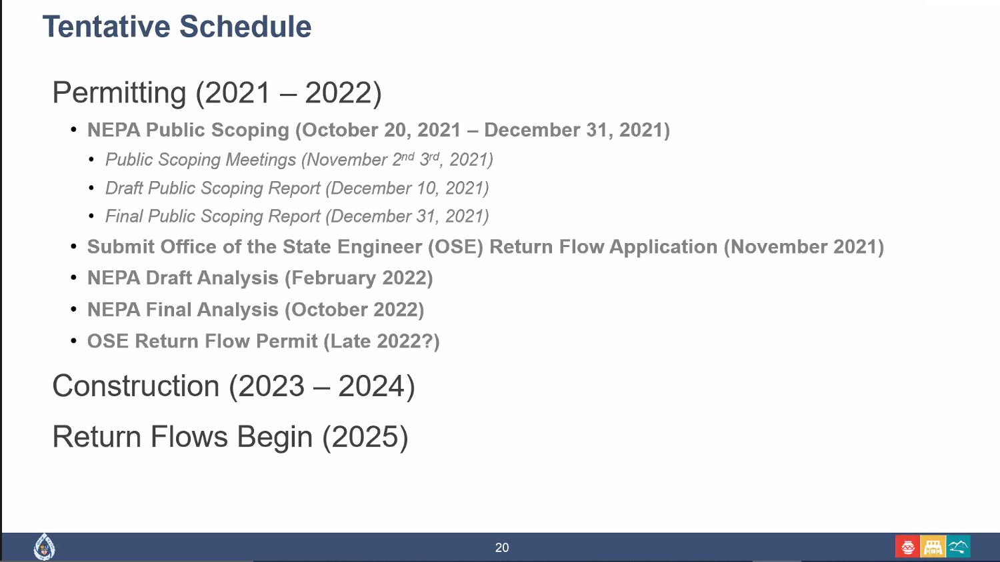 Tentative Schedule
Permitting (2021 – 2022)
• NEPA Public Scoping (October 20, 2021 – December 31, 2021)
• Public Scoping Meetings (November 2nd 3rd, 2021)
• Draft Public Scoping Report (December 10, 2021)
• Final Public Scoping Report (December 31, 2021)
• Submit Office of the State Engineer (OSE) Return Flow Application (November 2021)
• NEPA Draft Analysis (February 2022)
• NEPA Final Analysis (October 2022)
• OSE Return Flow Permit (Late 2022?)
Construction (2023 – 2024)
Return Flows Begin (2025)
20